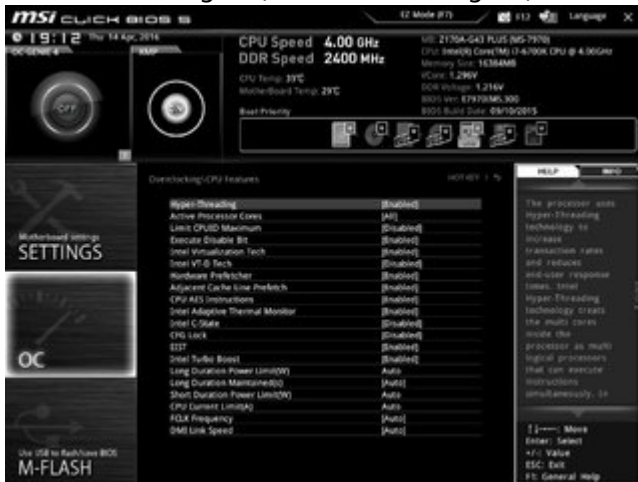 msi CLICK BIOS 5
EZ Mode (F7)
F12
Language
X
19:12 Thu 14 Apr, 2016
OC GENIE 4
XMP
OFF
CPU Speed 4.00 GHz
DDR Speed 2400 MHz
CPU Temp: 39℃
MotherBoard Temp: 29℃
MB: Z170A-G43 PLUS (MS-7970)
CPU: Intel(R) Core(TM) i7-6700K CPU @ 4.00GHz
Memory Size: 16384MB
VCore: 1.296V
DDR Voltage: 1.216V
BIOS Ver: E7970IMS.300
BIOS Build Date: 09/10/2015
Boot Priority
Motherboard settings
SETTINGS
OC
Use USB to flash/save BIOS
M-FLASH
Overclocking\CPU Features
HOT KEY
Hyper-Threading [Enabled]
Active Processor Cores [All]
Limit CPUID Maximum [Disabled]
Execute Disable Bit [Enabled]
Intel Virtualization Tech [Enabled]
Intel VT-D Tech [Enabled]
Hardware Prefetcher [Enabled]
Adjacent Cache Line Prefetch [Enabled]
CPU AES Instructions [Enabled]
Intel Adaptive Thermal Monitor [Enabled]
Intel C-State [Disabled]
CFG Lock [Disabled]
EIST [Enabled]
Intel Turbo Boost [Enabled]
Long Duration Power Limit(W) Auto
Long Duration Maintained(s) [Auto]
Short Duration Power Limit(W) Auto
CPU Current Limit(A) Auto
FCLK Frequency [Auto]
DMI Link Speed [Auto]
HELP
INFO
The processor uses
Hyper-Threading
technology to
increase
transaction rates
and reduces
end-user response
times. Intel
Hyper-Threading
technology treats
the multi cores
inside the
processor as multi
logical processors
that can execute
instructions
simultaneously. In
Move
Enter: Select
+/-: Value
ESC: Exit
F1: General Help